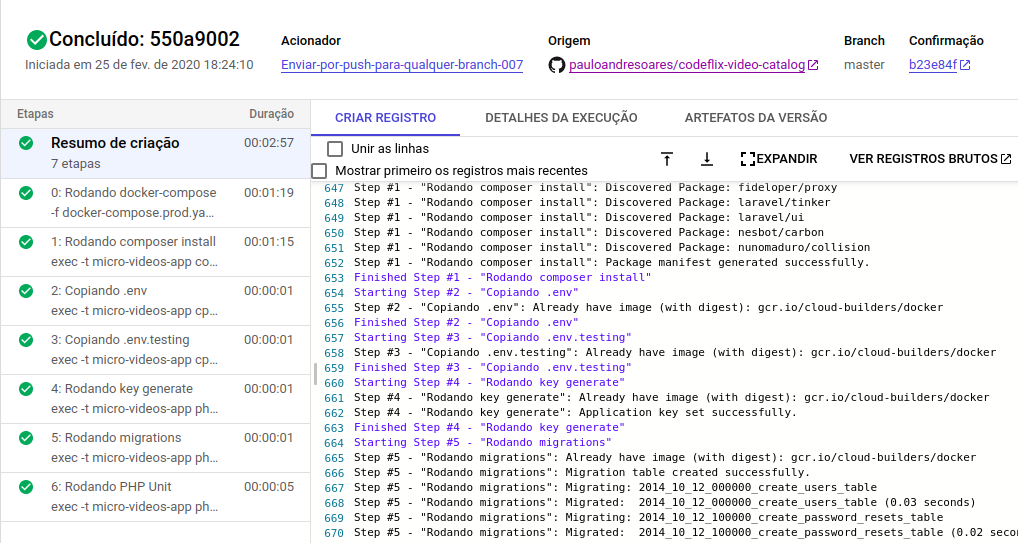 Concluído: 550a9002
Iniciada em 25 de fev. de 2020 18:24:10
Acionador
Enviar-por-push-para-qualquer-branch-007
Origem
pauloandresoares/codeflix-video-catalog
Branch
master
Confirmação
b23e84f
Etapas Duração
Resumo de criação 00:02:57
7 etapas
0: Rodando docker-compose 00:01:19
-f docker-compose.prod.ya...
1: Rodando composer install 00:01:15
exec -t micro-videos-app co...
2: Copiando .env 00:00:01
exec -t micro-videos-app cp...
3: Copiando .env.testing 00:00:01
exec -t micro-videos-app cp...
4: Rodando key generate 00:00:01
exec -t micro-videos-app ph...
5: Rodando migrations 00:00:01
exec -t micro-videos-app ph...
6: Rodando PHP Unit 00:00:05
exec -t micro-videos-app ph...
CRIAR REGISTRO DETALHES DA EXECUÇÃO ARTEFATOS DA VERSÃO
Unir as linhas
Mostrar primeiro os registros mais recentes
EXPANDIR VER REGISTROS BRUTOS
647 Step #1 - "Rodando composer install": Discovered Package: fideloper/proxy
648 Step #1 - "Rodando composer install": Discovered Package: laravel/tinker
649 Step #1 - "Rodando composer install": Discovered Package: laravel/ui
650 Step #1 - "Rodando composer install": Discovered Package: nesbot/carbon
651 Step #1 - "Rodando composer install": Discovered Package: nunomaduro/collision
652 Step #1 - "Rodando composer install": Package manifest generated successfully.
653 Finished Step #1 - "Rodando composer install"
654 Starting Step #2 - "Copiando .env"
655 Step #2 - "Copiando .env": Already have image (with digest): gcr.io/cloud-builders/docker
656 Finished Step #2 - "Copiando .env"
657 Starting Step #3 - "Copiando .env.testing"
658 Step #3 - "Copiando .env.testing": Already have image (with digest): gcr.io/cloud-builders/docker
659 Finished Step #3 - "Copiando .env.testing"
660 Starting Step #4 - "Rodando key generate"
661 Step #4 - "Rodando key generate": Already have image (with digest): gcr.io/cloud-builders/docker
662 Step #4 - "Rodando key generate": Application key set successfully.
663 Finished Step #4 - "Rodando key generate"
664 Starting Step #5 - "Rodando migrations"
665 Step #5 - "Rodando migrations": Already have image (with digest): gcr.io/cloud-builders/docker
666 Step #5 - "Rodando migrations": Migration table created successfully.
667 Step #5 - "Rodando migrations": Migrating: 2014_10_12_000000_create_users_table
668 Step #5 - "Rodando migrations": Migrated:  2014_10_12_000000_create_users_table (0.03 seconds)
669 Step #5 - "Rodando migrations": Migrating: 2014_10_12_100000_create_password_resets_table
670 Step #5 - "Rodando migrations": Migrated:  2014_10_12_100000_create_password_resets_table (0.02 seco